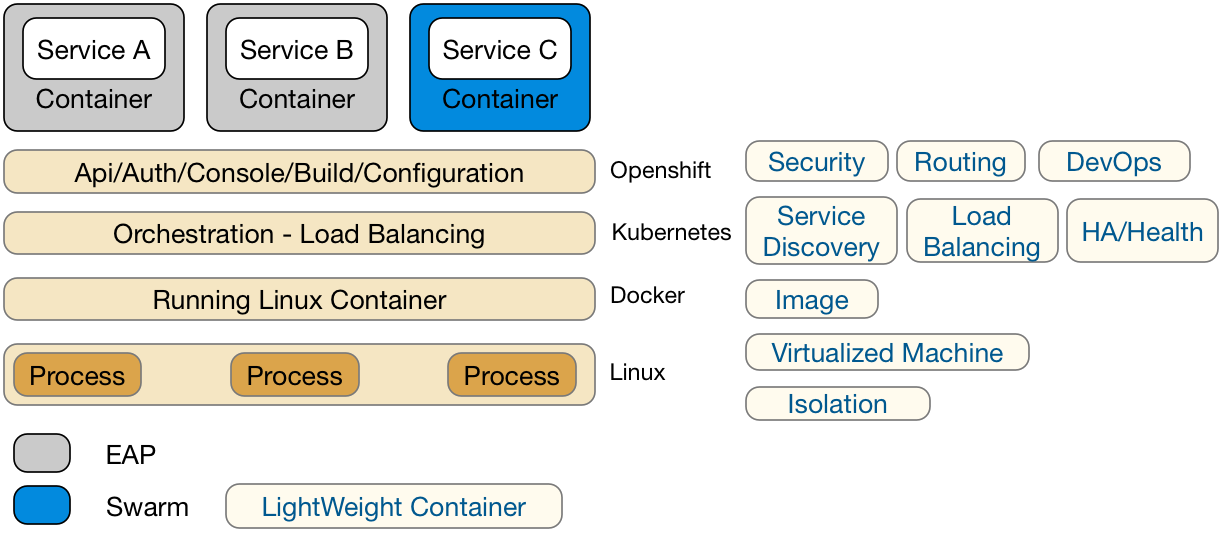 Service A
Service B
Service C
Container
Container
Container
Api/Auth/Console/Build/Configuration
Openshift
Security
Routing
DevOps
Orchestration - Load Balancing
Kubernetes
Service
Discovery
Load
Balancing
HA/Health
Running Linux Container
Docker
Image
Process
Process
Process
Linux
Virtualized Machine
Isolation
EAP
Swarm
LightWeight Container